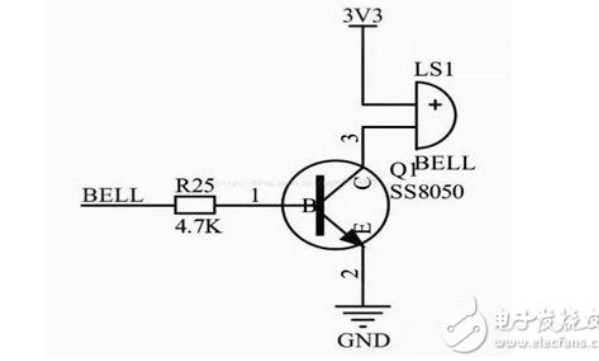 3V3
LS1
+
3
BELL
Q1
SS8050
C
BELL
R25
4.7K
1
B
E
2
GND
电子发烧友
www.elecfans.com